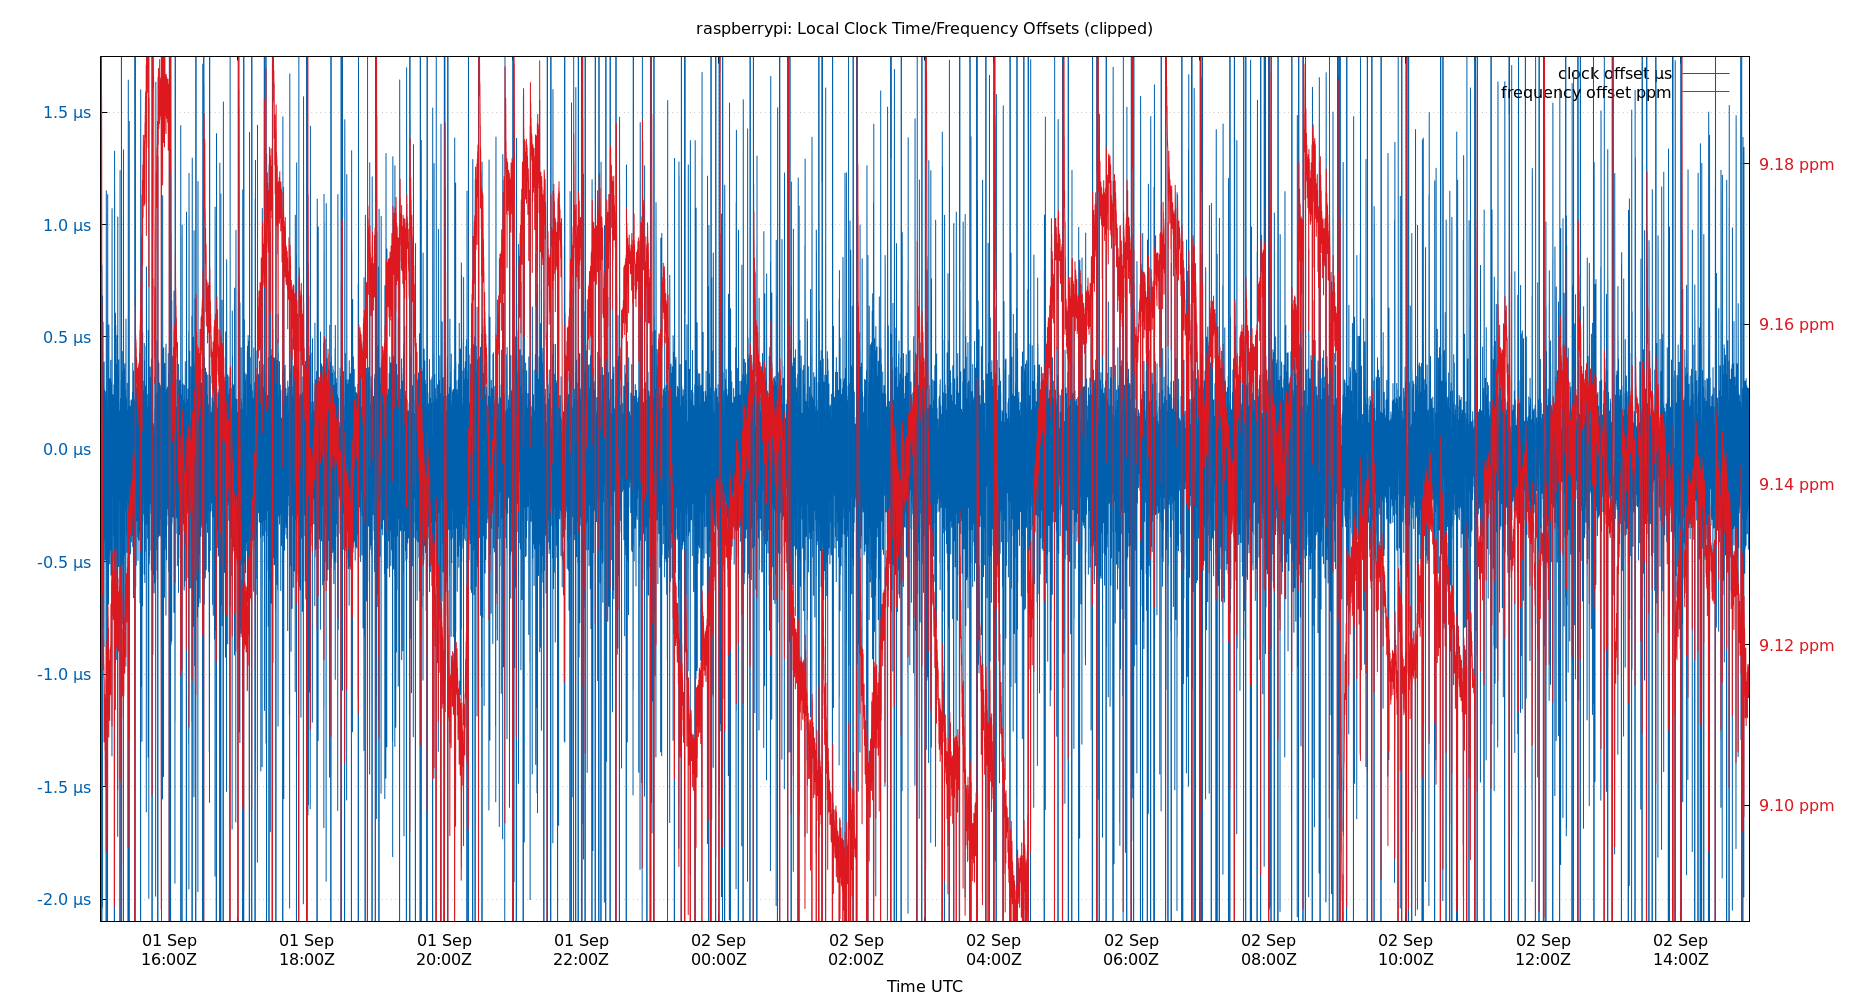 raspberrypi: Local Clock Time/Frequency Offsets (clipped)
clock offset µs
frequency offset ppm
1.5 µs
1.0 µs
0.5 µs
0.0 µs
-0.5 µs
-1.0 µs
-1.5 µs
-2.0 µs
9.18 ppm
9.16 ppm
9.14 ppm
9.12 ppm
9.10 ppm
01 Sep 01 Sep 01 Sep 01 Sep 02 Sep 02 Sep 02 Sep 02 Sep 02 Sep 02 Sep 02 Sep 02 Sep
16:00Z 18:00Z 20:00Z 22:00Z 00:00Z 02:00Z 04:00Z 06:00Z 08:00Z 10:00Z 12:00Z 14:00Z
Time UTC